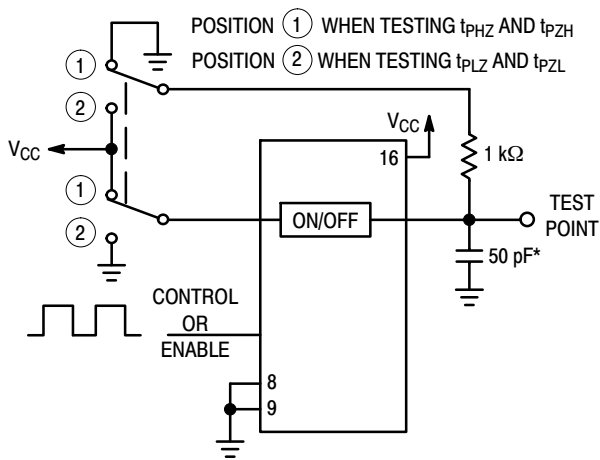 POSITION 1 WHEN TESTING tPHZ AND tPZH
POSITION 2 WHEN TESTING tPLZ AND tPZL
1
2
VCC
1
2
VCC
16
1 kΩ
ON/OFF
TEST
POINT
50 pF*
CONTROL
OR
ENABLE
8
9